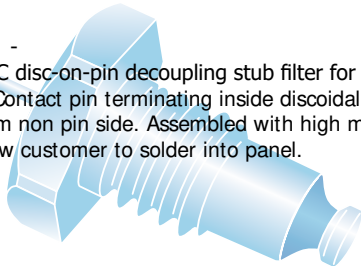 -
C disc-on-pin decoupling stub filter for
Contact pin terminating inside discoidal
non pin side. Assembled with high
customer to solder into panel.